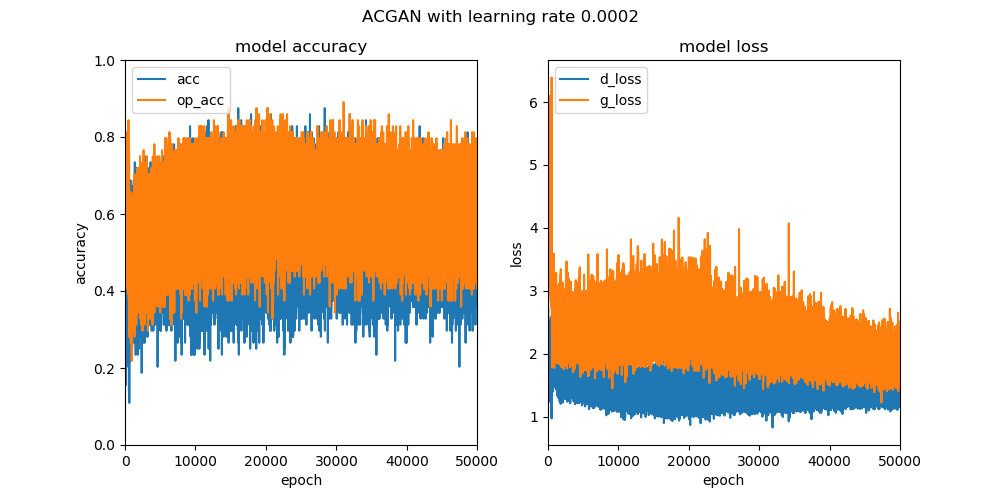 ACGAN with learning rate 0.0002
model accuracy
acc
op_acc
accuracy
1.0
0.8
0.6
0.4
0.2
0.0
0 10000 20000 30000 40000 50000
epoch
model loss
d_loss
g_loss
loss
6
5
4
3
2
1
0 10000 20000 30000 40000 50000
epoch